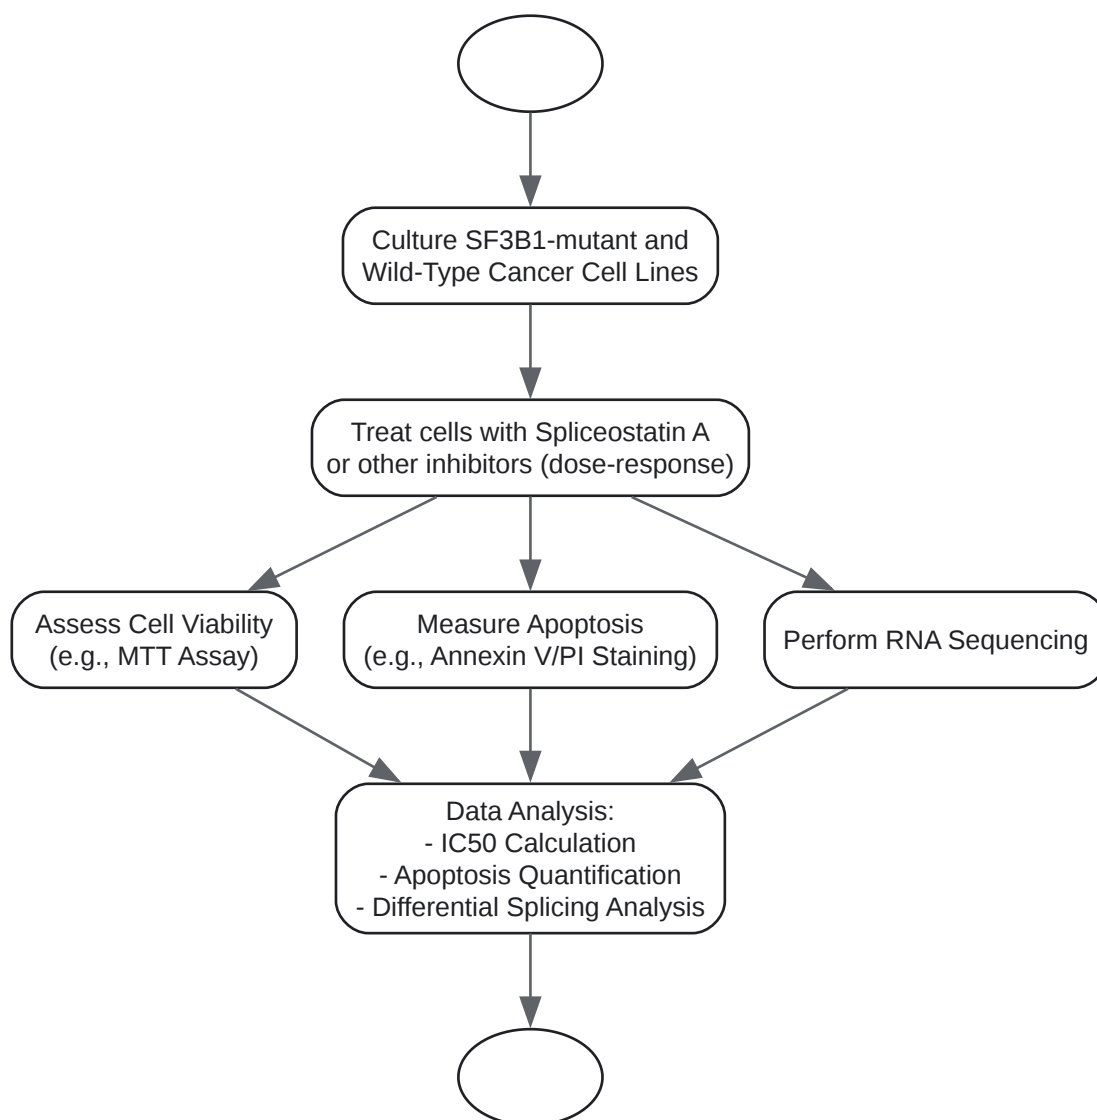 Culture SF3B1-mutant and
Wild-Type Cancer Cell Lines
Treat cells with Spliceostatin A
or other inhibitors (dose-response)
Assess Cell Viability
(e.g., MTT Assay)
Measure Apoptosis
(e.g., Annexin V/PI Staining)
Perform RNA Sequencing
Data Analysis:
- IC50 Calculation
- Apoptosis Quantification
- Differential Splicing Analysis